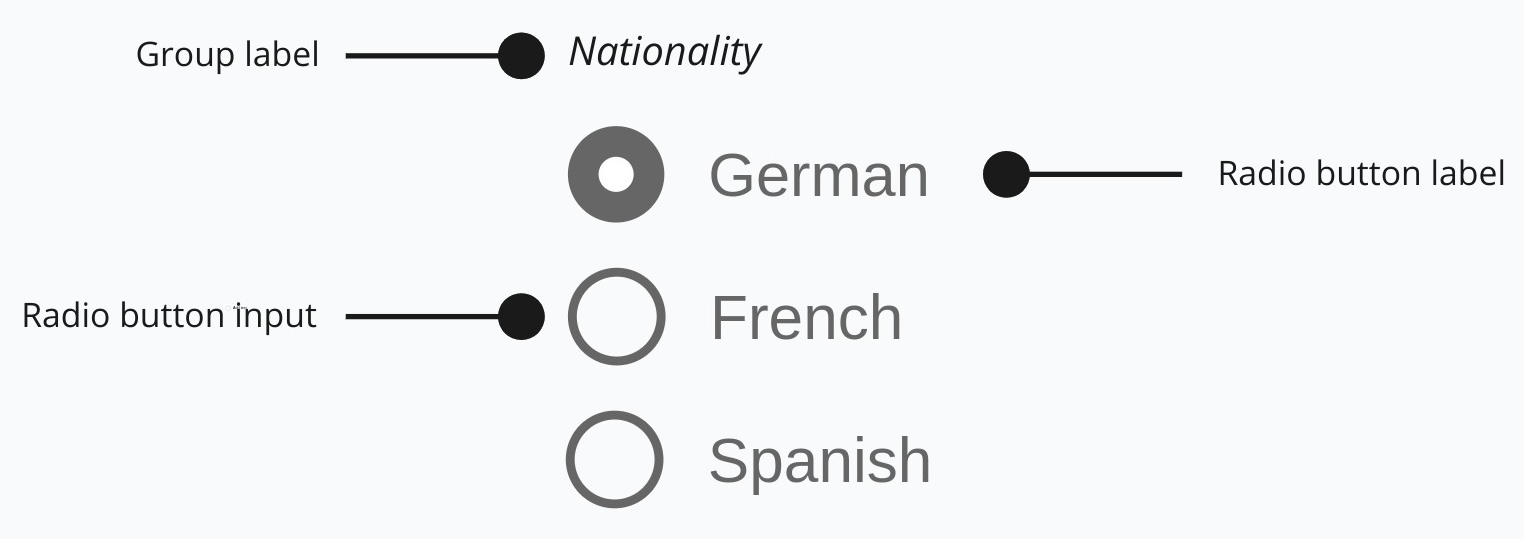 Group label
Nationality
German
Radio button label
Radio button input
French
Spanish